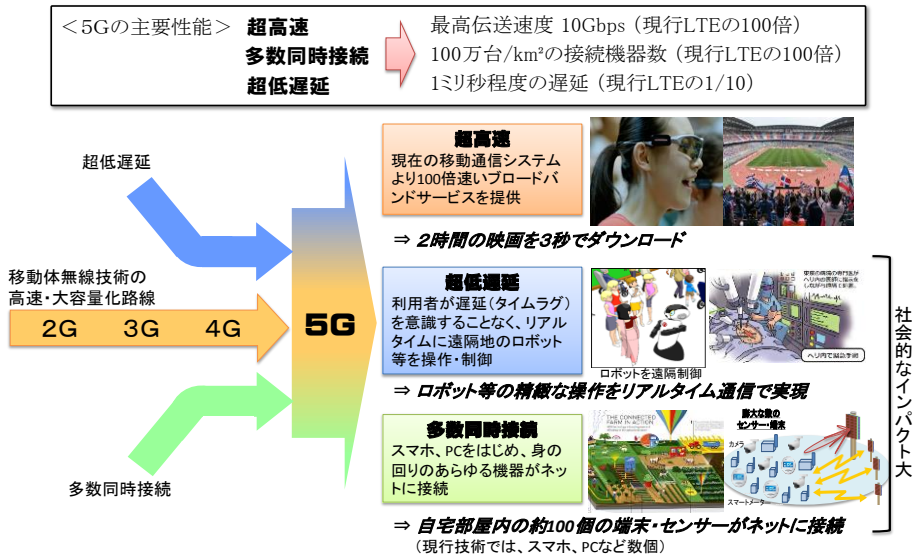 ＜5Gの主要性能＞ 超高速 最高伝送速度 10Gbps (現行LTEの100倍)
多数同時接続 100万台/km²の接続機器数 (現行LTEの100倍)
超低遅延 1ミリ秒程度の遅延 (現行LTEの1/10)
超低遅延
移動体無線技術の
高速・大容量化路線
2G 3G 4G
5G
多数同時接続
超高速
現在の移動通信システム
より100倍速いブロードバ
ンドサービスを提供
⇒ 2時間の映画を3秒でダウンロード
超低遅延
利用者が遅延(タイムラグ)
を意識することなく、リアル
タイムに遠隔地のロボット
等を操作・制御
ロボットを遠隔制御
ヘリ内で緊急手術
⇒ ロボット等の精緻な操作をリアルタイム通信で実現
多数同時接続
スマホ、PCをはじめ、身の
回りのあらゆる機器がネッ
トに接続
THE CONNECTED
FARM IN ACTION
膨大な数の
センサー・端末
カメラ
スマートメーター
⇒ 自宅部屋内の約100個の端末・センサーがネットに接続
(現行技術では、スマホ、PCなど数個)
社会的なインパクト大